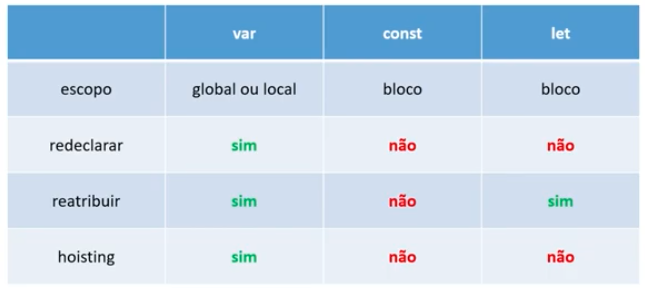 var const let
escopo global ou local bloco bloco
redeclarar sim não não
reatribuir sim não sim
hoisting sim não não